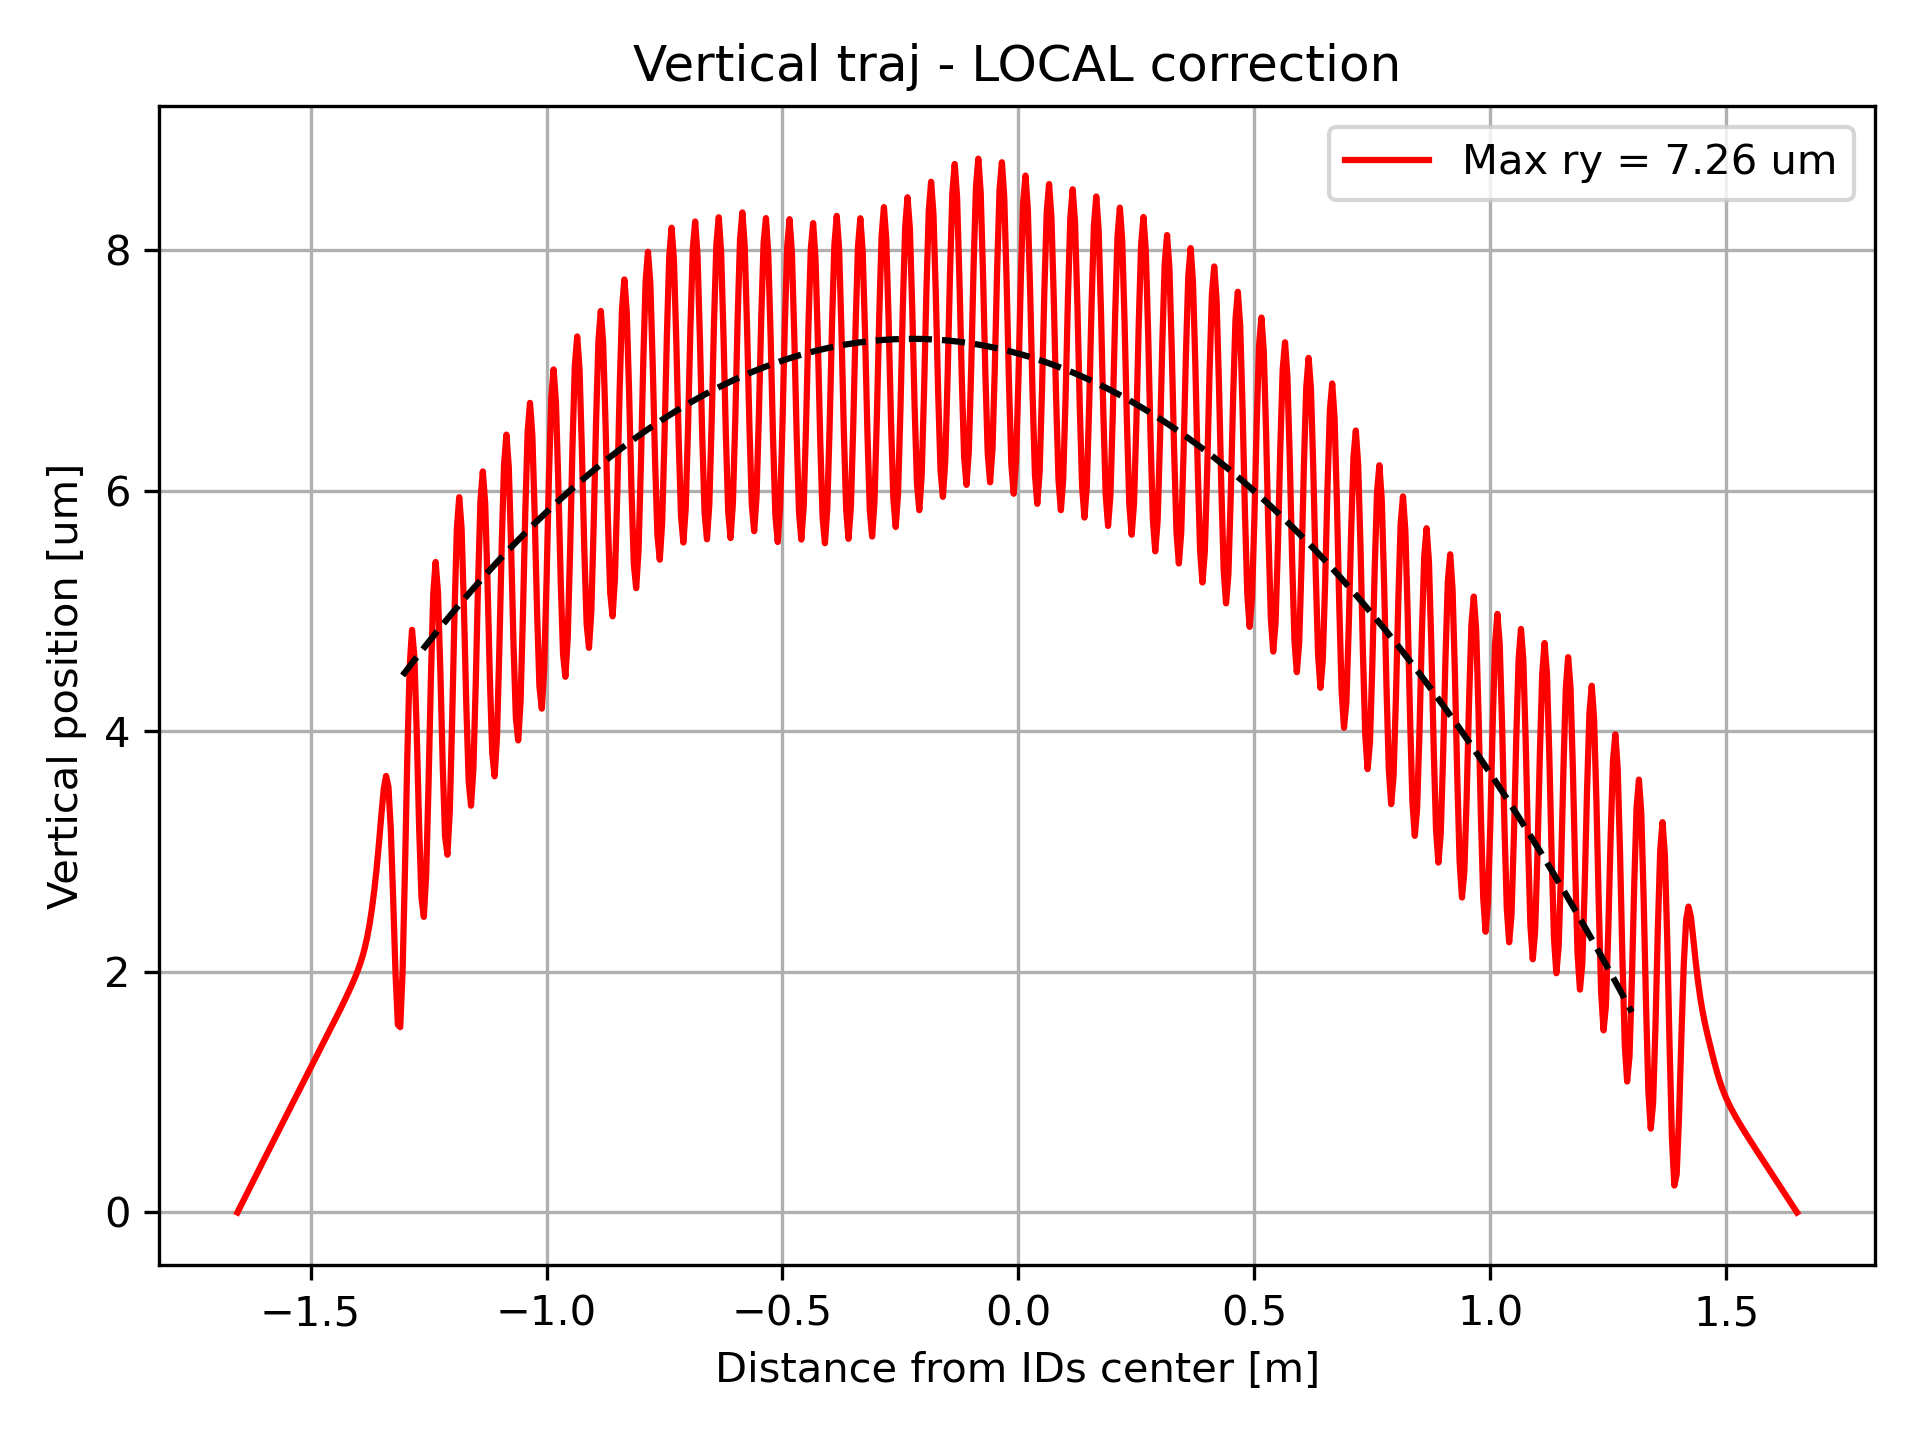 Vertical traj - LOCAL correction
Max ry = 7.26 um
Vertical position [um]
8
6
4
2
0
−1.5 −1.0 −0.5 0.0 0.5 1.0 1.5
Distance from IDs center [m]